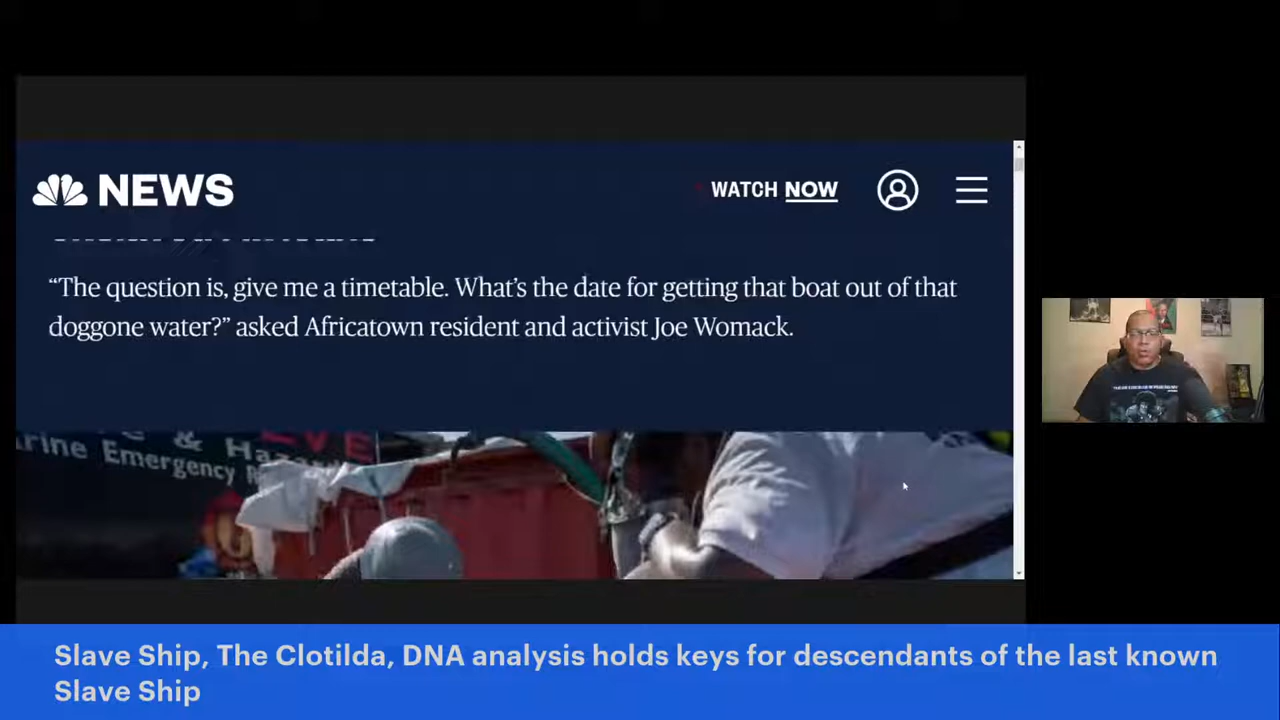 NEWS
WATCH NOW
“The question is, give me a timetable. What’s the date for getting that boat out of that
doggone water?” asked Africatown resident and activist Joe Womack.
Marine Emergency
Slave Ship, The Clotilda, DNA analysis holds keys for descendants of the last known
Slave Ship